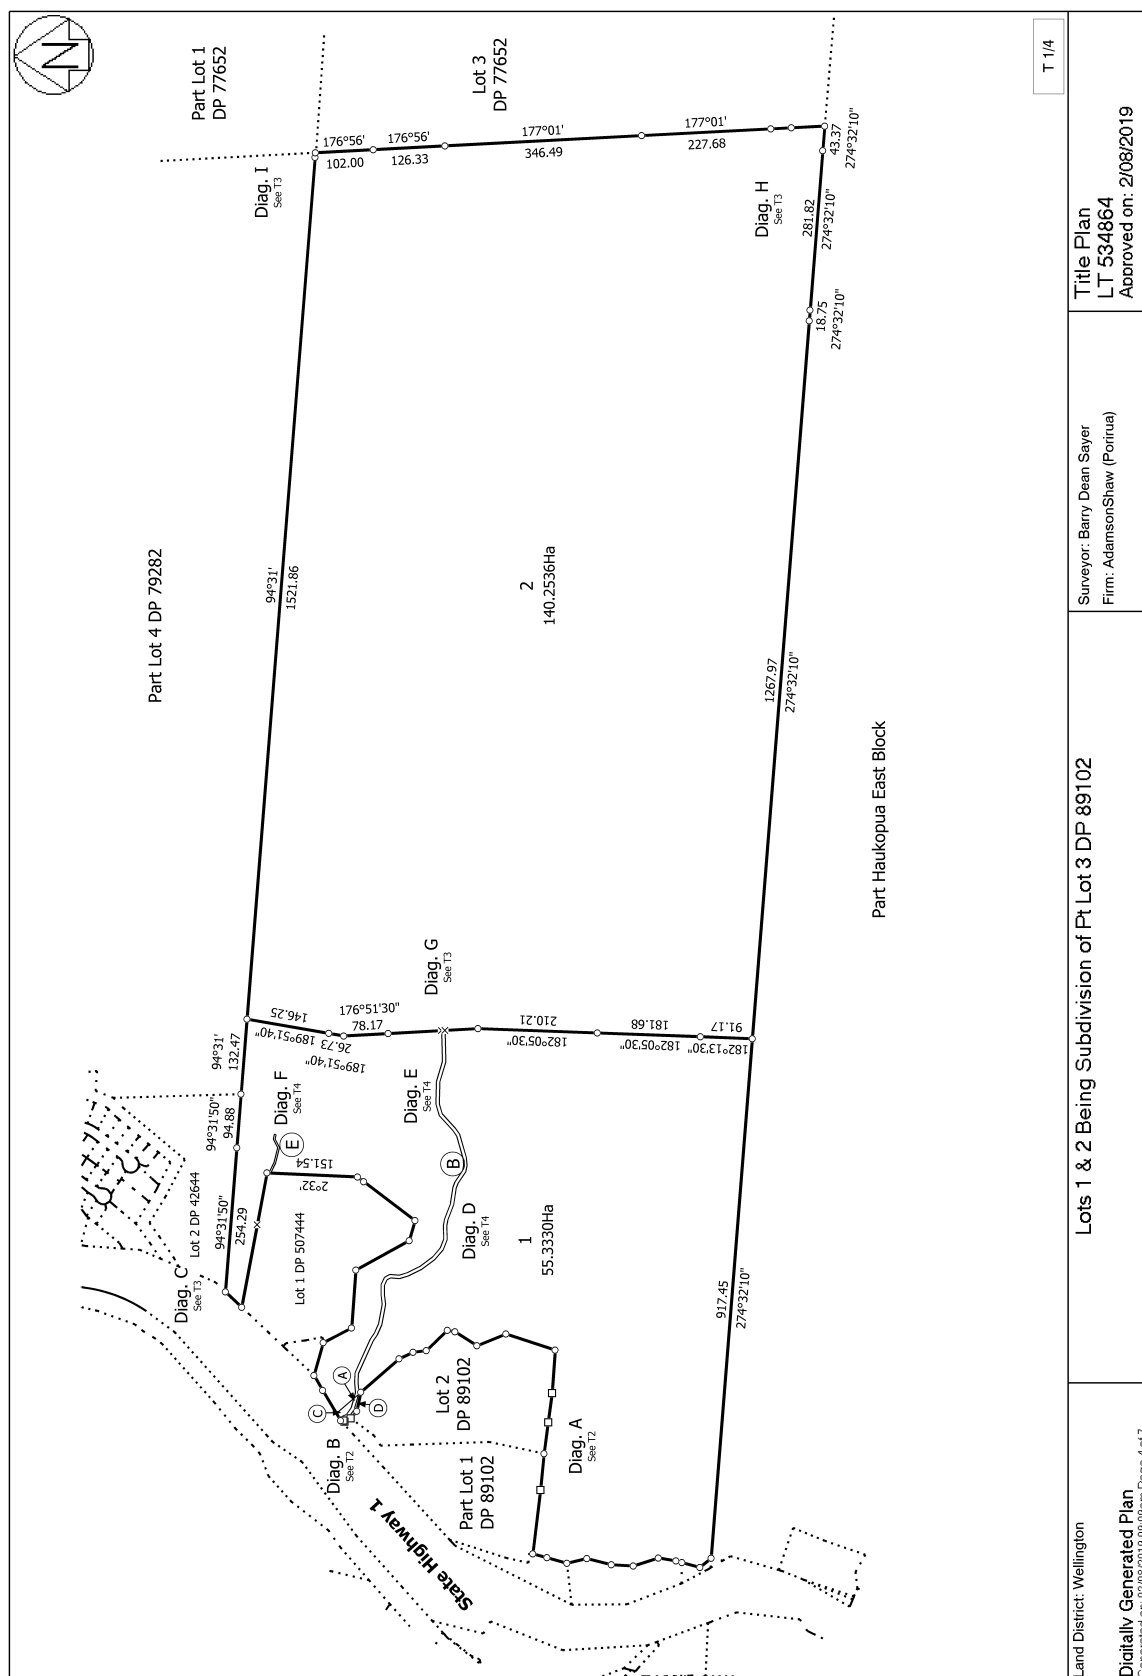 N
Part Lot 1
DP 77652
Lot 3
DP 77652
T 1/4
176°56'
102.00
176°56'
126.33
177°01'
346.49
177°01'
227.68
43.37
274°32'10"
Diag. I
See T3
Diag. H
See T3
281.82
274°32'10"
18.75
274°32'10"
Part Lot 4 DP 79282
94°31'
1521.86
2
140.2536Ha
1267.97
274°32'10"
Part Haukopua East Block
Diag. G
See T3
94°31'
132.47
146.25
189°51'40"
26.73
189°51'40"
176°51'30"
78.17
210.21
182°05'30"
181.68
182°05'30"
91.17
182°13'30"
94°31'50"
94.88
Diag. F
See T4
E
Diag. E
See T4
B
151.54
2°32'
Lot 2 DP 42644
94°31'50"
254.29
Lot 1 DP 507444
Diag. D
See T4
1
55.3330Ha
Diag. C
See T3
917.45
274°32'10"
A
C
D
Lot 2
DP 89102
Diag. B
See T2
Diag. A
See T2
Part Lot 1
DP 89102
State Highway 1
Land District: Wellington
Digitally Generated Plan
Lots 1 & 2 Being Subdivision of Pt Lot 3 DP 89102
Surveyor: Barry Dean Sayer
Firm: AdamsonShaw (Porirua)
Title Plan
LT 534864
Approved on: 2/08/2019